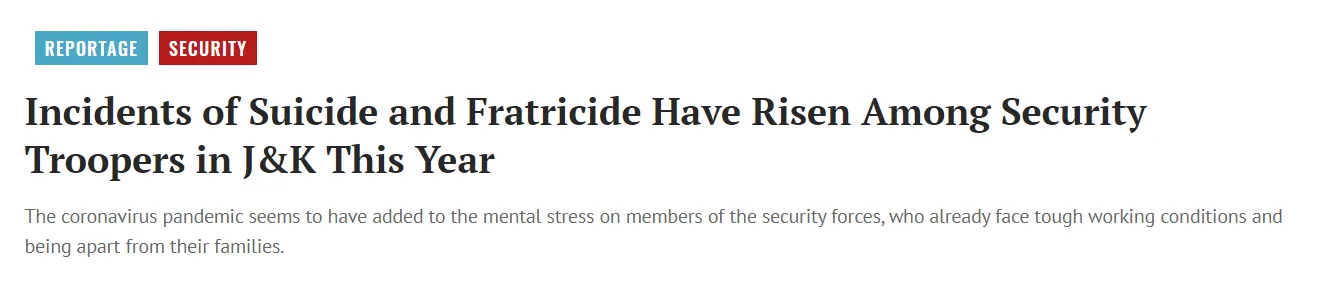 REPORTAGE SECURITY
Incidents of Suicide and Fratricide Have Risen Among Security
Troopers in J&K This Year
The coronavirus pandemic seems to have added to the mental stress on members of the security forces, who already face tough working conditions and
being apart from their families.